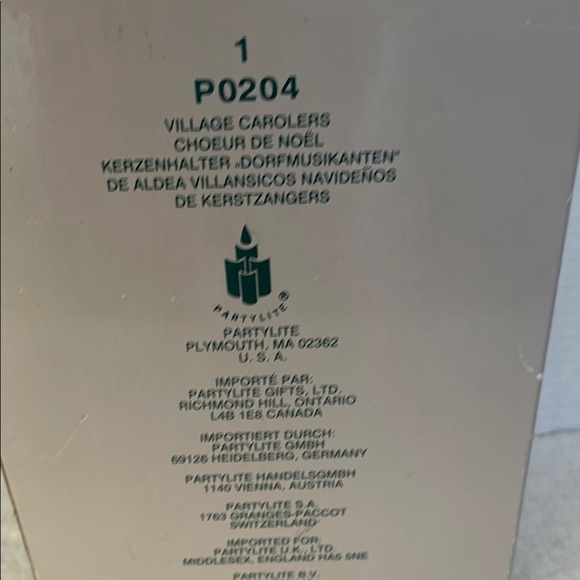 1
P0204
VILLAGE CAROLERS
CHOEUR DE NOËL
KERZENHALTER „DORFMUSIKANTEN"
DE ALDEA VILLANSICOS NAVIDEÑOS
DE KERSTZANGERS
PARTYLITE®
PARTYLITE
PLYMOUTH, MA 02362
U. S. A.
IMPORTÉ PAR:
PARTYLITE GIFTS, LTD.
RICHMOND HILL, ONTARIO
L4B 1E8 CANADA
IMPORTIERT DURCH:
PARTYLITE GMBH
69126 HEIDELBERG, GERMANY
PARTYLITE HANDELSGMBH
1140 VIENNA, AUSTRIA
PARTYLITE S.A.
1763 GRANGES-PACCOT
SWITZERLAND
IMPORTED FOR:
PARTYLITE U.K., LTD.
MIDDLESEX, ENGLAND HA6 5NE
PARTYLITE B.V.